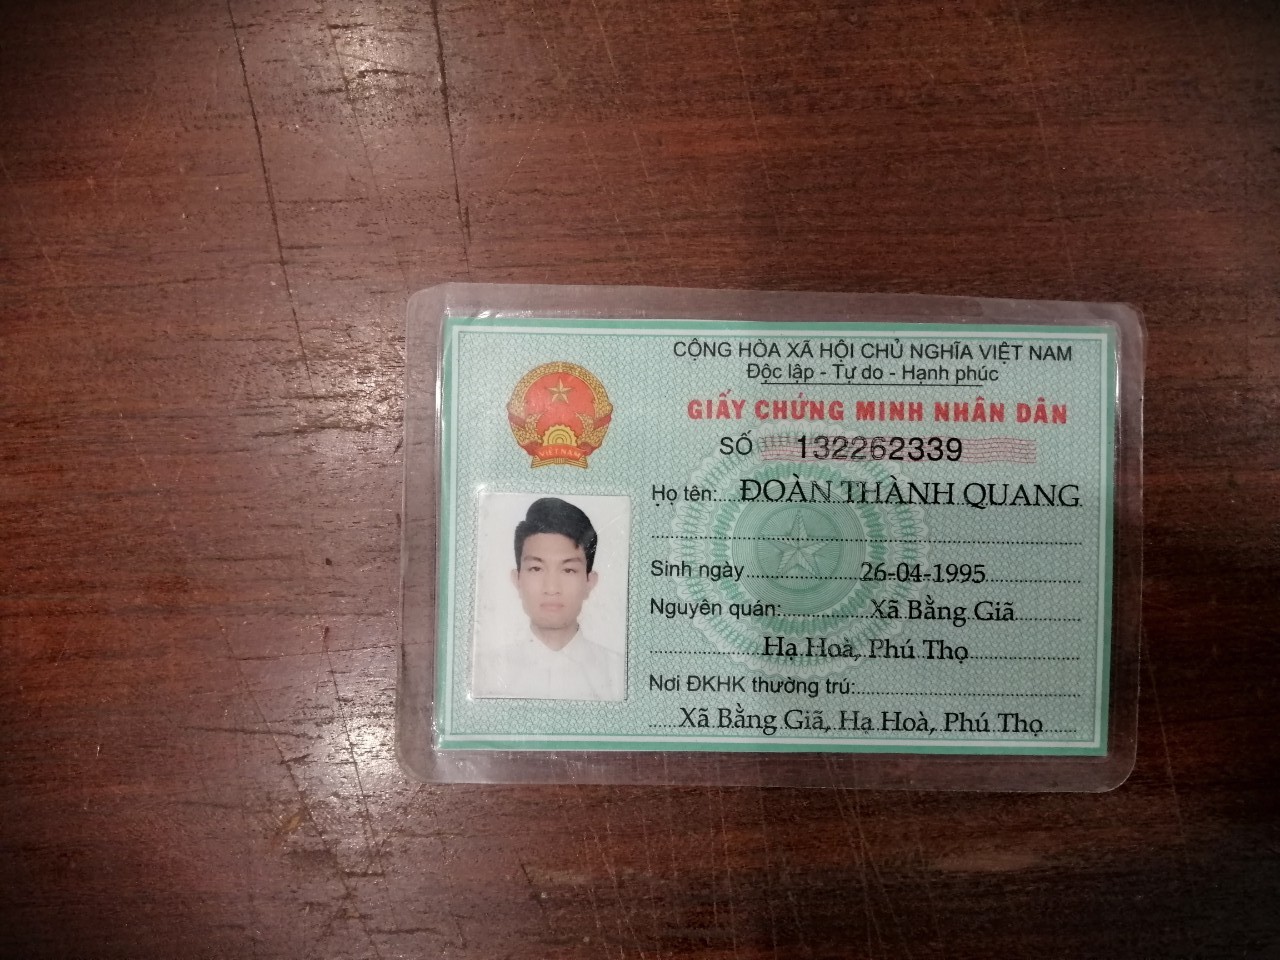 CỘNG HÒA XÃ HỘI CHỦ NGHĨA VIỆT NAM
Độc lập - Tự do - Hạnh phúc
GIẤY CHỨNG MINH NHÂN DÂN
SỐ 132262339
VIỆT NAM
Họ tên: ĐOÀN THÀNH QUANG
Sinh ngày 26-04-1995
Nguyên quán: Xã Bằng Giã
Hạ Hoà, Phú Thọ
Nơi ĐKHK thường trú:
Xã Bằng Giã, Hạ Hoà, Phú Thọ